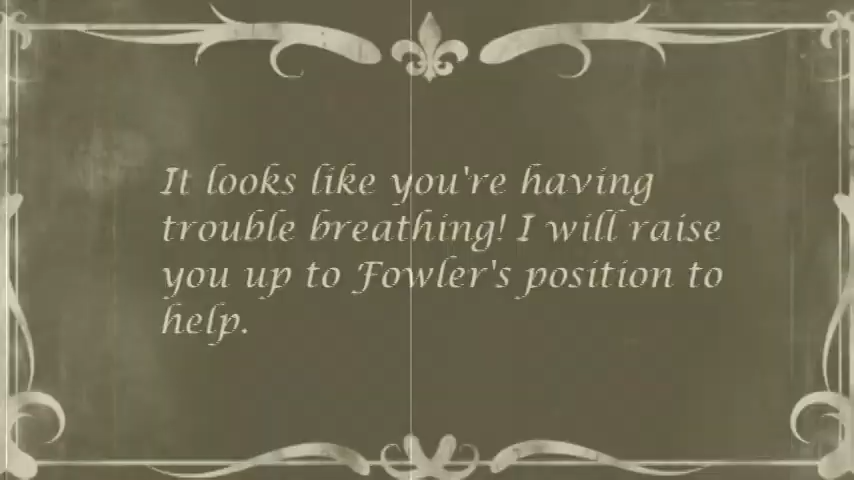 It looks like you're having
trouble breathing! I will raise
you up to Fowler's position to
help.